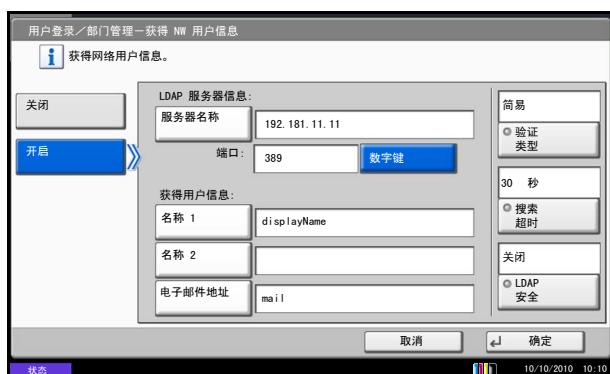 用户登录／部门管理－获得 NW 用户信息
获得网络用户信息。
关闭
开启
LDAP 服务器信息:
服务器名称
192.181.11.11
端口:
389
数字键
获得用户信息:
名称 1
displayName
名称 2
电子邮件地址
mail
简易
验证
类型
30 秒
搜索
超时
关闭
LDAP
安全
取消
确定
状态
10/10/2010 10:10